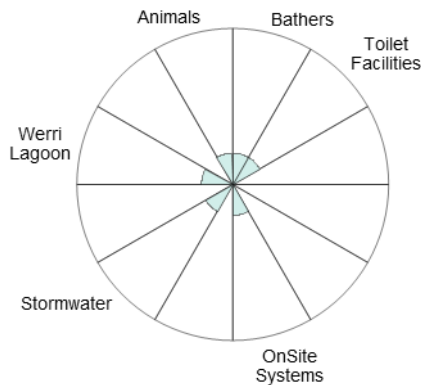 Animals
Bathers
Toilet
Facilities
Werri
Lagoon
Stormwater
OnSite
Systems